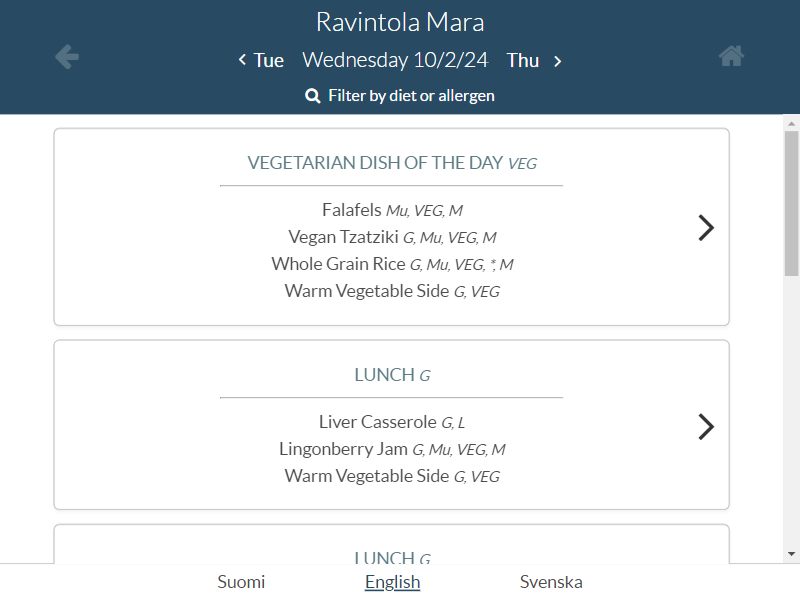 Ravintola Mara
Tue Wednesday 10/2/24 Thu
Filter by diet or allergen
VEGETARIAN DISH OF THE DAY VEG
Falafels Mu, VEG, M
Vegan Tzatziki G, Mu, VEG, M
Whole Grain Rice G, Mu, VEG, *, M
Warm Vegetable Side G, VEG
LUNCH G
Liver Casserole G, L
Lingonberry Jam G, Mu, VEG, M
Warm Vegetable Side G, VEG
LUNCH G
Suomi English Svenska